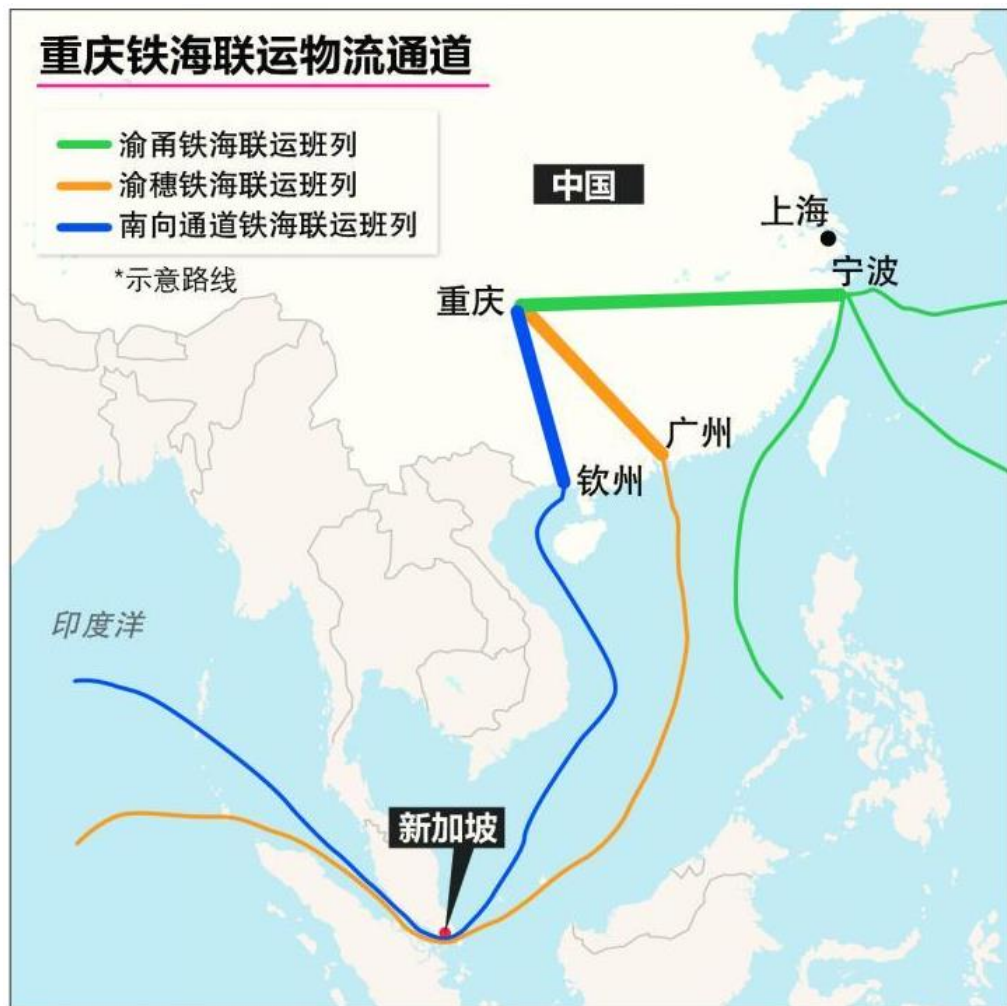 重庆铁海联运物流通道
渝甬铁海联运班列
渝穗铁海联运班列
南向通道铁海联运班列
*示意路线
中国
上海
宁波
重庆
广州
钦州
印度洋
新加坡